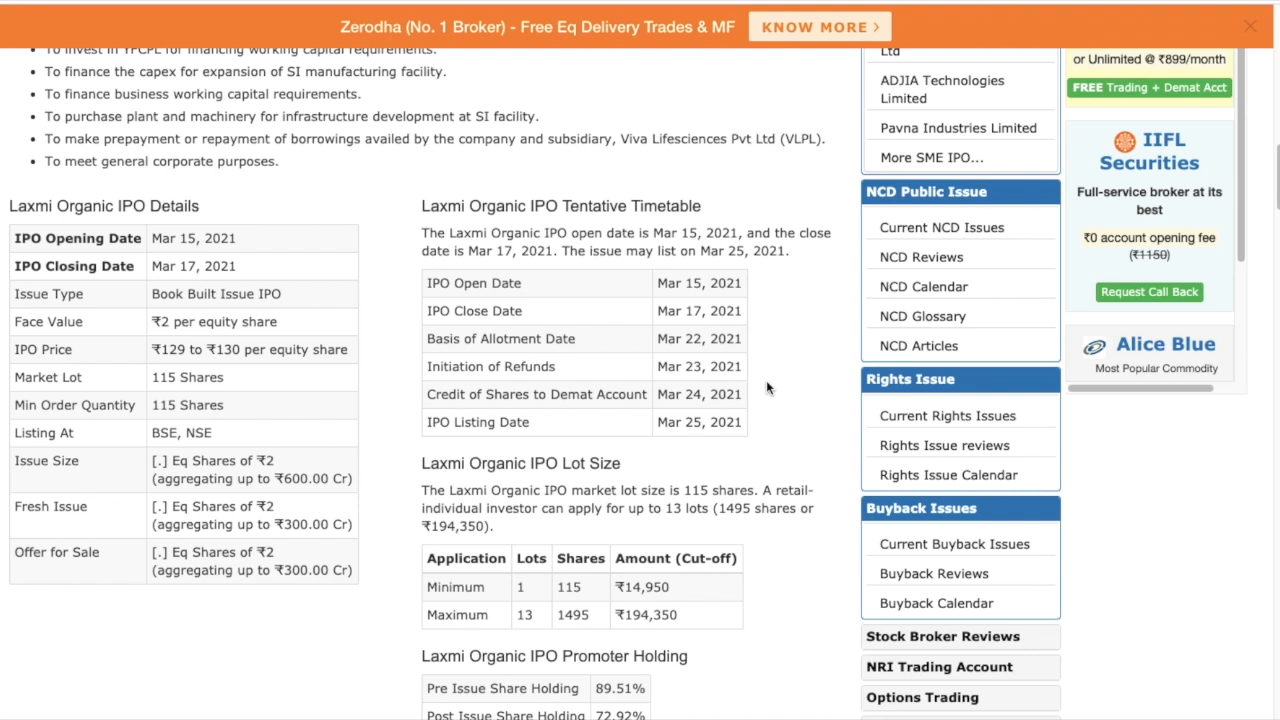 Zerodha (No. 1 Broker) - Free Eq Delivery Trades & MF
KNOW MORE >
To invest in YFCPL for financing working capital requirements.
To finance the capex for expansion of SI manufacturing facility.
To finance business working capital requirements.
To purchase plant and machinery for infrastructure development at SI facility.
To make prepayment or repayment of borrowings availed by the company and subsidiary, Viva Lifesciences Pvt Ltd (VLPL).
To meet general corporate purposes.
Laxmi Organic IPO Details
IPO Opening Date Mar 15, 2021
IPO Closing Date Mar 17, 2021
Issue Type Book Built Issue IPO
Face Value ₹2 per equity share
IPO Price ₹129 to ₹130 per equity share
Market Lot 115 Shares
Min Order Quantity 115 Shares
Listing At BSE, NSE
Issue Size [.] Eq Shares of ₹2
(aggregating up to ₹600.00 Cr)
Fresh Issue [.] Eq Shares of ₹2
(aggregating up to ₹300.00 Cr)
Offer for Sale [.] Eq Shares of ₹2
(aggregating up to ₹300.00 Cr)
Laxmi Organic IPO Tentative Timetable
The Laxmi Organic IPO open date is Mar 15, 2021, and the close
date is Mar 17, 2021. The issue may list on Mar 25, 2021.
IPO Open Date Mar 15, 2021
IPO Close Date Mar 17, 2021
Basis of Allotment Date Mar 22, 2021
Initiation of Refunds Mar 23, 2021
Credit of Shares to Demat Account Mar 24, 2021
IPO Listing Date Mar 25, 2021
Laxmi Organic IPO Lot Size
The Laxmi Organic IPO market lot size is 115 shares. A retail-
individual investor can apply for up to 13 lots (1495 shares or
₹194,350).
Application Lots Shares Amount (Cut-off)
Minimum 1 115 ₹14,950
Maximum 13 1495 ₹194,350
Laxmi Organic IPO Promoter Holding
Pre Issue Share Holding 89.51%
Post Issue Share Holding 72.92%
Ltd
ADJIA Technologies
Limited
Pavna Industries Limited
More SME IPO...
NCD Public Issue
Current NCD Issues
NCD Reviews
NCD Calendar
NCD Glossary
NCD Articles
Rights Issue
Current Rights Issues
Rights Issue reviews
Rights Issue Calendar
Buyback Issues
Current Buyback Issues
Buyback Reviews
Buyback Calendar
Stock Broker Reviews
NRI Trading Account
Options Trading
or Unlimited @ ₹899/month
FREE Trading + Demat Acct
IIFL
Securities
Full-service broker at its
best
₹0 account opening fee
(₹1150)
Request Call Back
Alice Blue
Most Popular Commodity